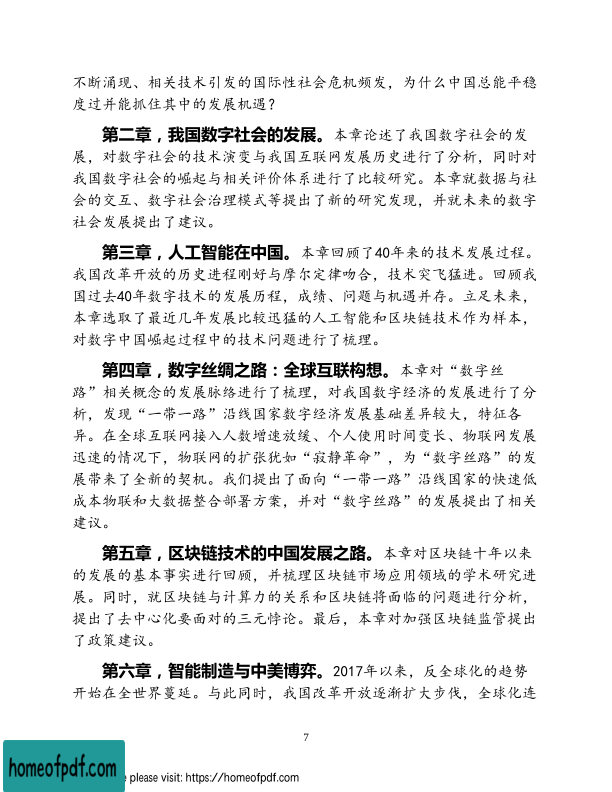 不断涌现、相关技术引发的国际性社会危机频发，为什么中国总能平稳
度过并能抓住其中的发展机遇？
第二章，我国数字社会的发展。本章论述了我国数字社会的发
展，对数字社会的技术演变与我国互联网发展历史进行了分析，同时对
我国数字社会的崛起与相关评价体系进行了比较研究。本章就数据与社
会的交互、数字社会治理模式等提出了新的研究发现，并就未来的数字
社会发展提出了建议。
第三章，人工智能在中国。本章回顾了40年来的技术发展过程。
我国改革开放的历史进程刚好与摩尔定律吻合，技术突飞猛进。回顾我
国过去40年数字技术的发展历程，成绩、问题与机遇并存。立足未来，
本章选取了最近几年发展比较迅猛的人工智能和区块链技术作为样本，
对数字中国崛起过程中的技术问题进行了梳理。
第四章，数字丝绸之路：全球互联构想。本章对“数字丝
路”相关概念的发展脉络进行了梳理，对我国数字经济的发展进行了分
析，发现“一带一路”沿线国家数字经济发展基础差异较大，特征各
异。在全球互联网接入人数增速放缓、个人使用时间变长、物联网发展
迅速的情况下，物联网的扩张犹如“寂静革命”，为“数字丝路”的发
展带来了全新的契机。我们提出了面向“一带一路”沿线国家的快速低
成本物联和大数据整合部署方案，并对“数字丝路”的发展提出了相关
建议。
第五章，区块链技术的中国发展之路。本章对区块链十年以来
的发展的基本事实进行回顾，并梳理区块链市场应用领域的学术研究进
展。同时，就区块链与计算力的关系和区块链将面临的问题进行分析，
提出了去中心化要面对的三元悖论。最后，本章对加强区块链监管提出
了政策建议。
第六章，智能制造与中美博弈。2017年以来，反全球化的趋势
开始在全世界蔓延。与此同时，我国改革开放逐渐扩大步伐，全球化连
7
homeofpdf.com
e please visit: https://homeofpdf.com